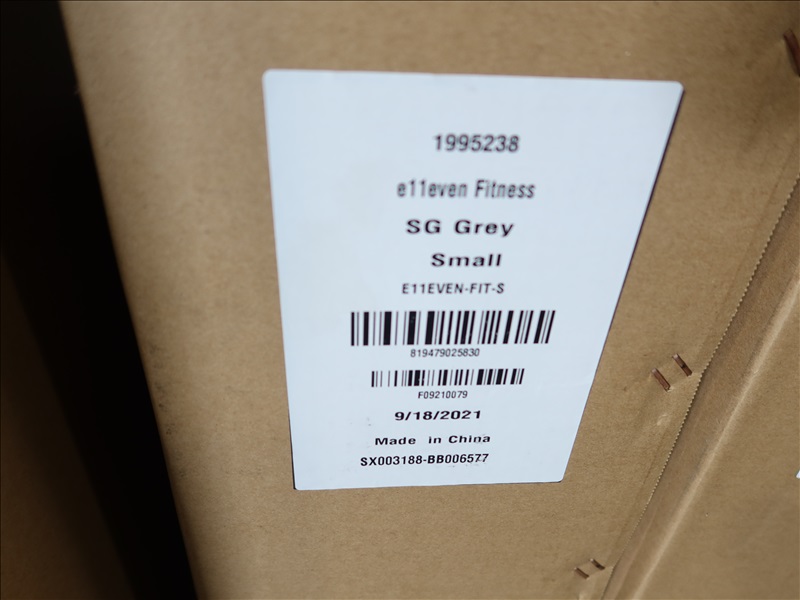 1995238
e11even Fitness
SG Grey
Small
E11EVEN-FIT-S
819479025830
F09210079
9/18/2021
Made in China
SX003188-BB006577